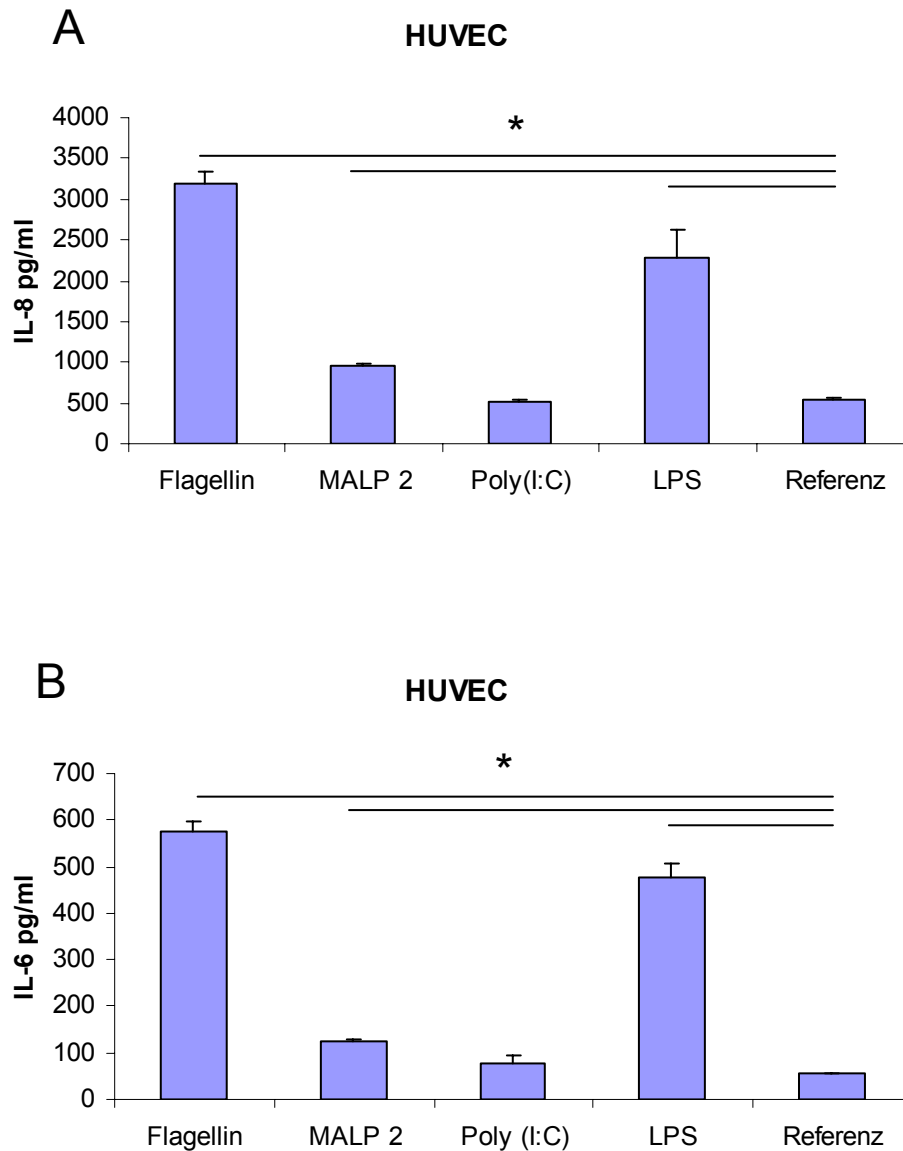 A
HUVEC
*
4000
3500
3000
2500
2000
1500
1000
500
0
IL-8 pg/ml
Flagellin MALP 2 Poly(I:C) LPS Referenz
B
HUVEC
*
700
600
500
400
300
200
100
0
IL-6 pg/ml
Flagellin MALP 2 Poly (I:C) LPS Referenz